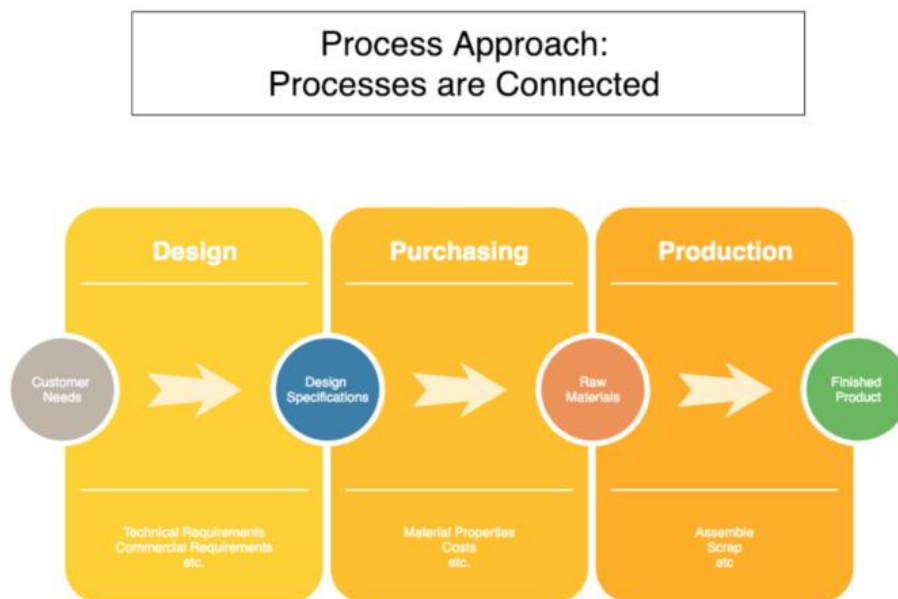 Process Approach:
Processes are Connected
Design
Purchasing
Production
Customer
Needs
Design
Specifications
Raw
Materials
Finished
Product
Technical Requirements
Commercial Requirements
etc.
Material Properties
Costs
etc.
Assemble
Scrap
etc